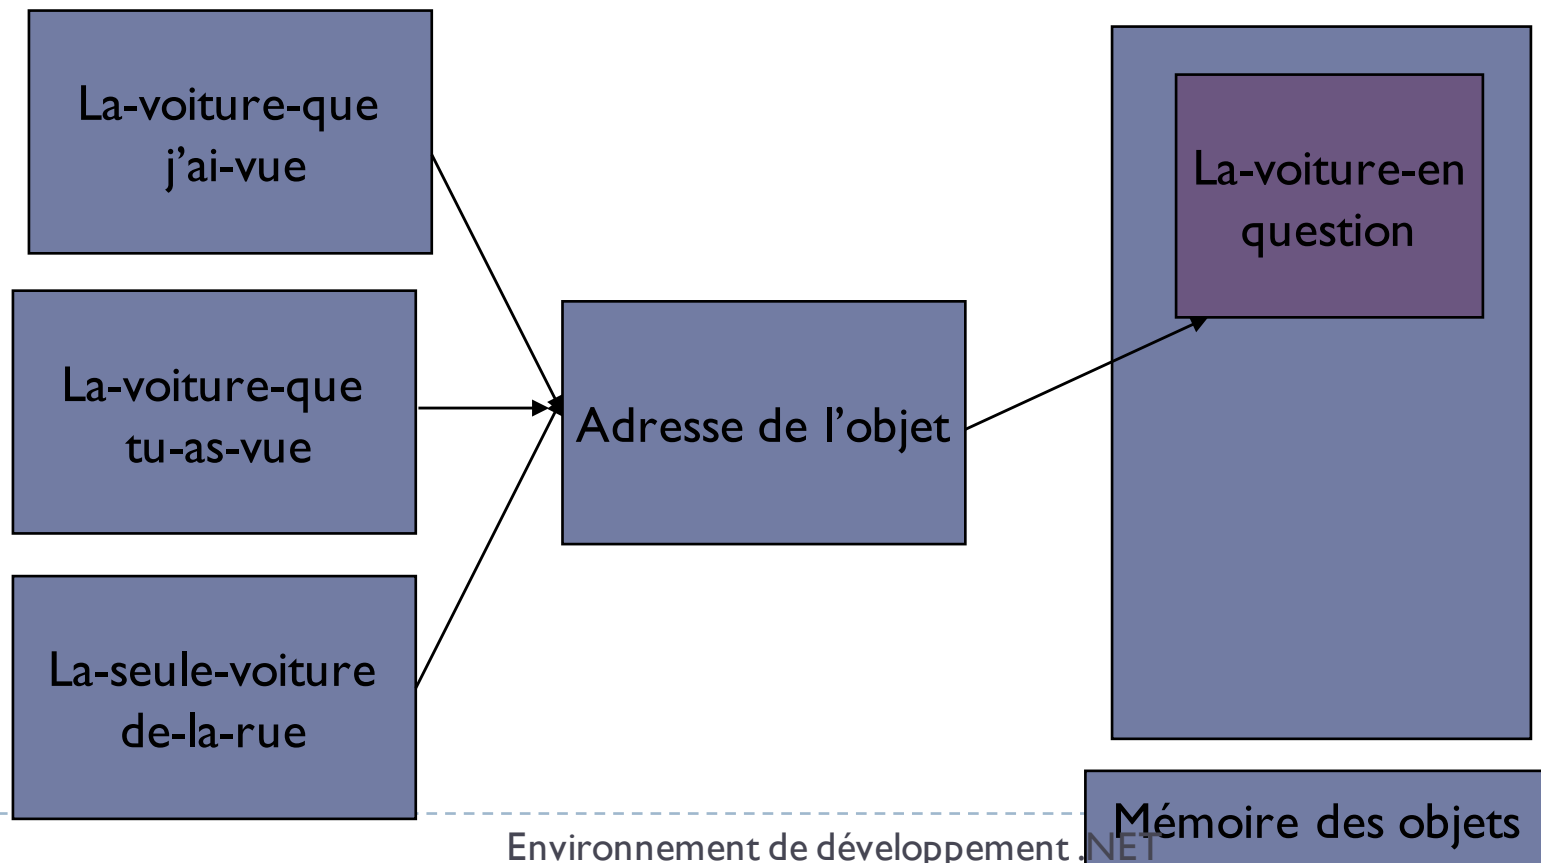 La-voiture-que
j’ai-vue
La-voiture-que
tu-as-vue
La-seule-voiture
de-la-rue
Adresse de l’objet
La-voiture-en
question
Mémoire des objets
Environnement de développement .NET